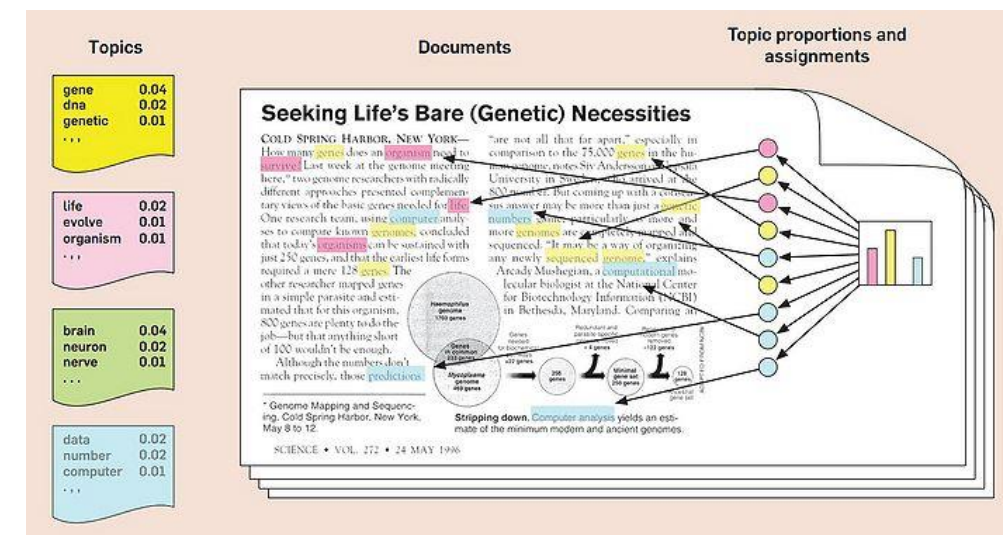 Topics
gene 0.04
dna 0.02
genetic 0.01
...
life 0.02
evolve 0.01
organism 0.01
...
brain 0.04
neuron 0.02
nerve 0.01
...
data 0.02
number 0.02
computer 0.01
...
Documents
Topic proportions and
assignments
Seeking Life's Bare (Genetic) Necessities
COLD SPRING HARBOR, NEW YORK—
How many genes does an organism need to
survive? Last week at the genome meeting
here,* two genome researchers with radically
different approaches presented complemen-
tary views of the basic genes needed for life.
One research team, using computer analy-
ses to compare known genomes, concluded
that today's organisms can be sustained with
just 250 genes, and that the earliest life forms
required a mere 128 genes. The
other researcher mapped genes
in a simple parasite and esti-
mated that for this organism,
800 genes are plenty to do the
job—but that anything short
of 100 wouldn't be enough.
Although the numbers don't
match precisely, those predictions
* Genome Mapping and Sequenc-
ing, Cold Spring Harbor, New York,
May 8 to 12.
"are not all that far apart," especially in
comparison to the 75,000 genes in the hu-
man genome, notes Siv Andersson of Uppsala
University in Sweden, who arrived at the
800 number. But coming up with a consen-
sus answer may be more than just a genetic
numbers game, particularly as more and
more genomes are completely mapped and
sequenced. "It may be a way of organizing
any newly sequenced genome," explains
Arcady Mushegian, a computational mo-
lecular biologist at the National Center
for Biotechnology Information (NCBI)
in Bethesda, Maryland. Comparing an
Haemophilus
genome
1703 genes
Genes
in common
233 genes
Mycoplasma
genome
469 genes
Genes
needed
for biochemical
+22 genes
256
genes
Redundant and
parasite-specific
- 4 genes
Minimal
gene set
250 genes
-122 genes
128
genes
gene set
Stripping down. Computer analysis yields an esti-
mate of the minimum modern and ancient genomes.
SCIENCE • VOL. 272 • 24 MAY 1996